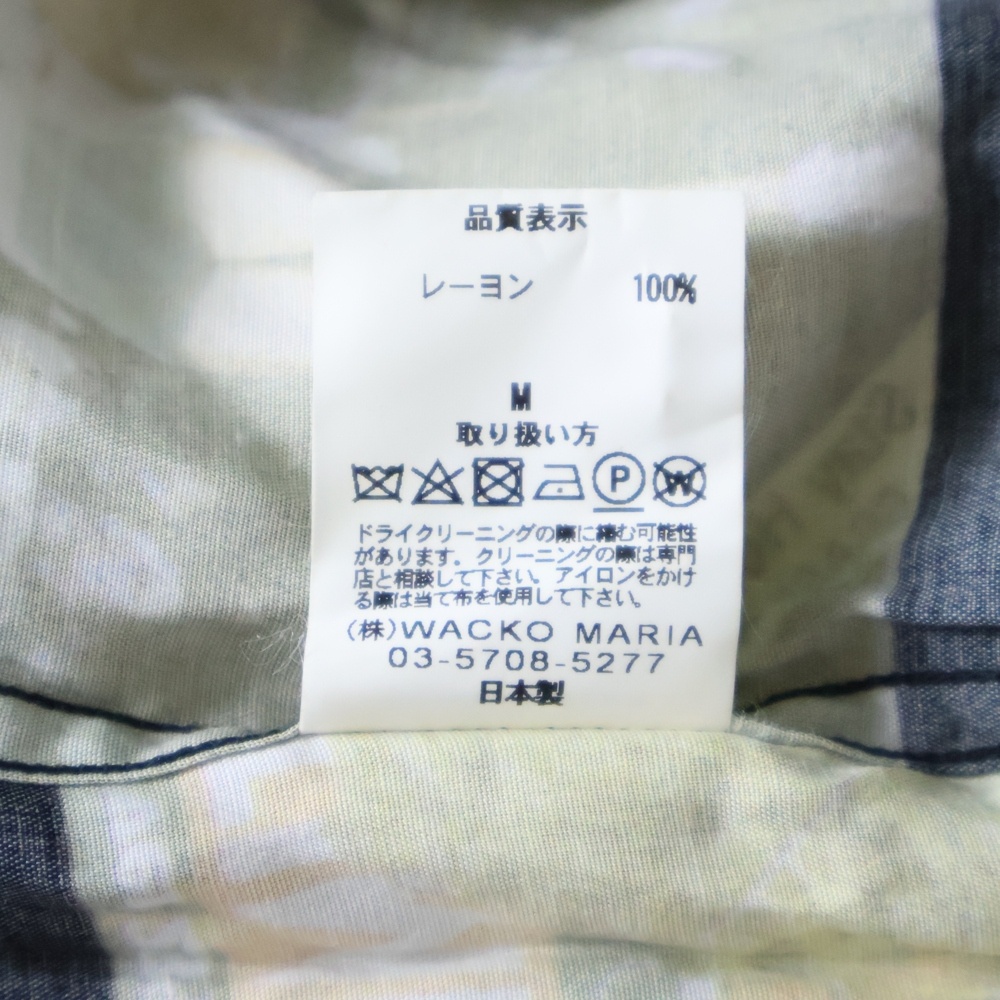 品質表示
レーヨン 100%
M
取り扱い方
P W
ドライクリーニングの際に縮む可能性
があります。クリーニングの際は専門
店と相談して下さい。アイロンをかけ
る際は当て布を使用して下さい。
(株)WACKO MARIA
03-5708-5277
日本製